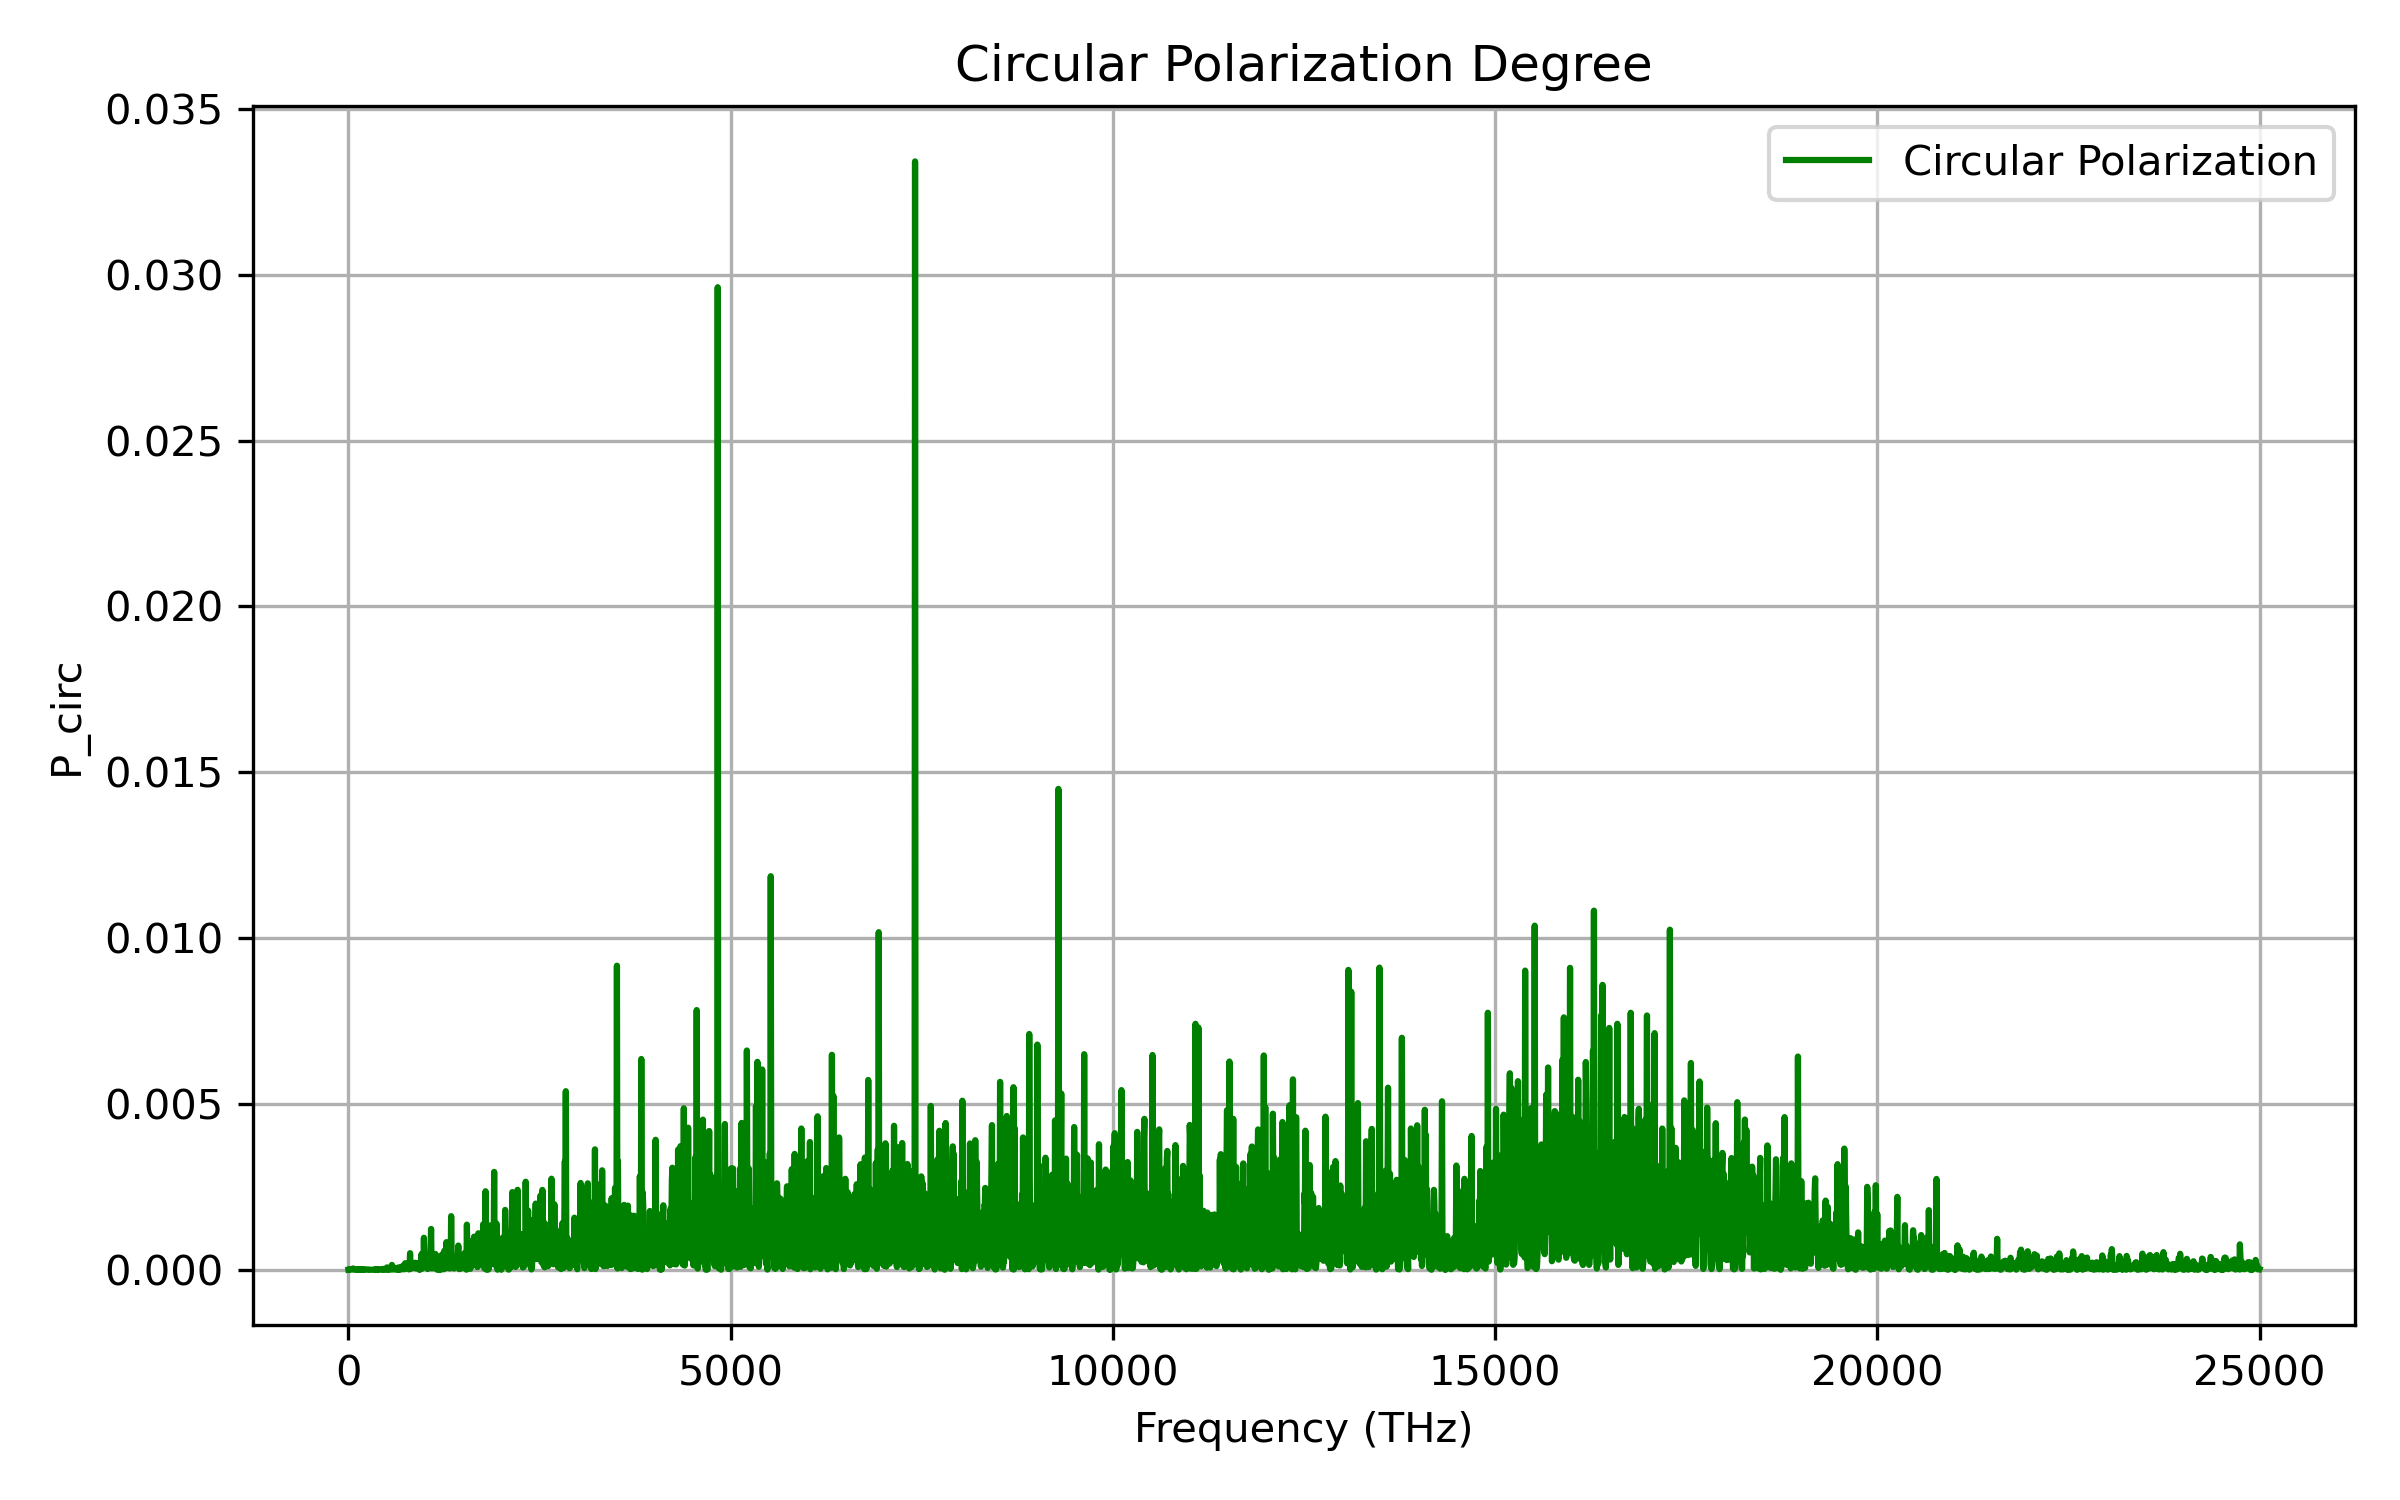 Circular Polarization Degree
Circular Polarization
0.035
0.030
0.025
0.020
0.015
0.010
0.005
0.000
P_circ
0 5000 10000 15000 20000 25000
Frequency (THz)